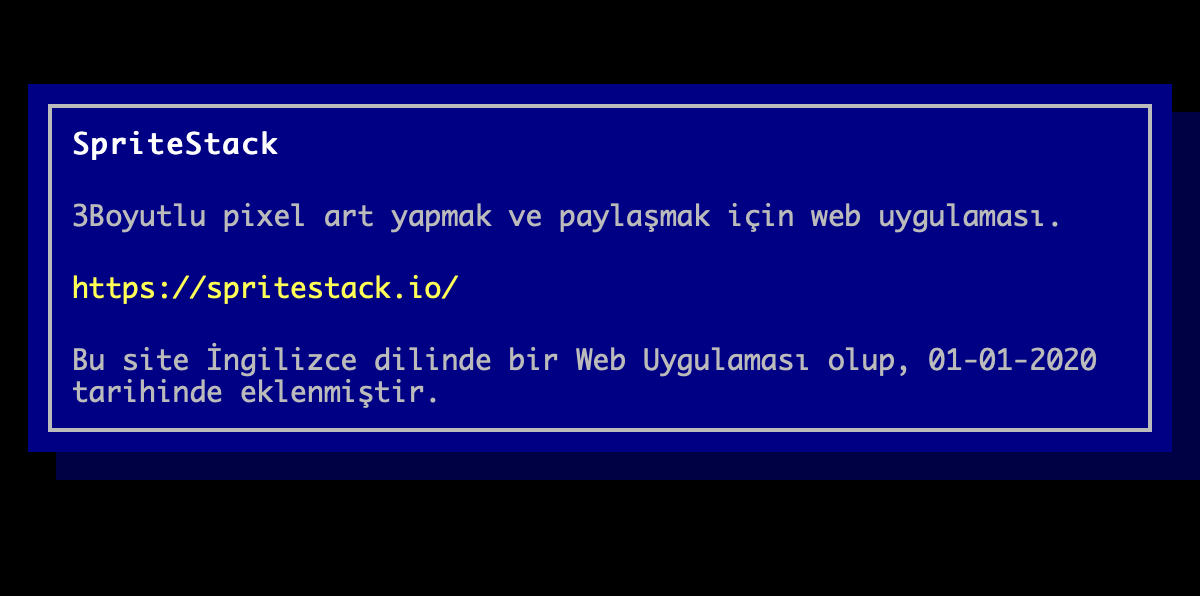 SpriteStack
3Boyutlu pixel art yapmak ve paylaşmak için web uygulaması.
https://spritestack.io/
Bu site İngilizce dilinde bir Web Uygulaması olup, 01-01-2020
tarihinde eklenmiştir.